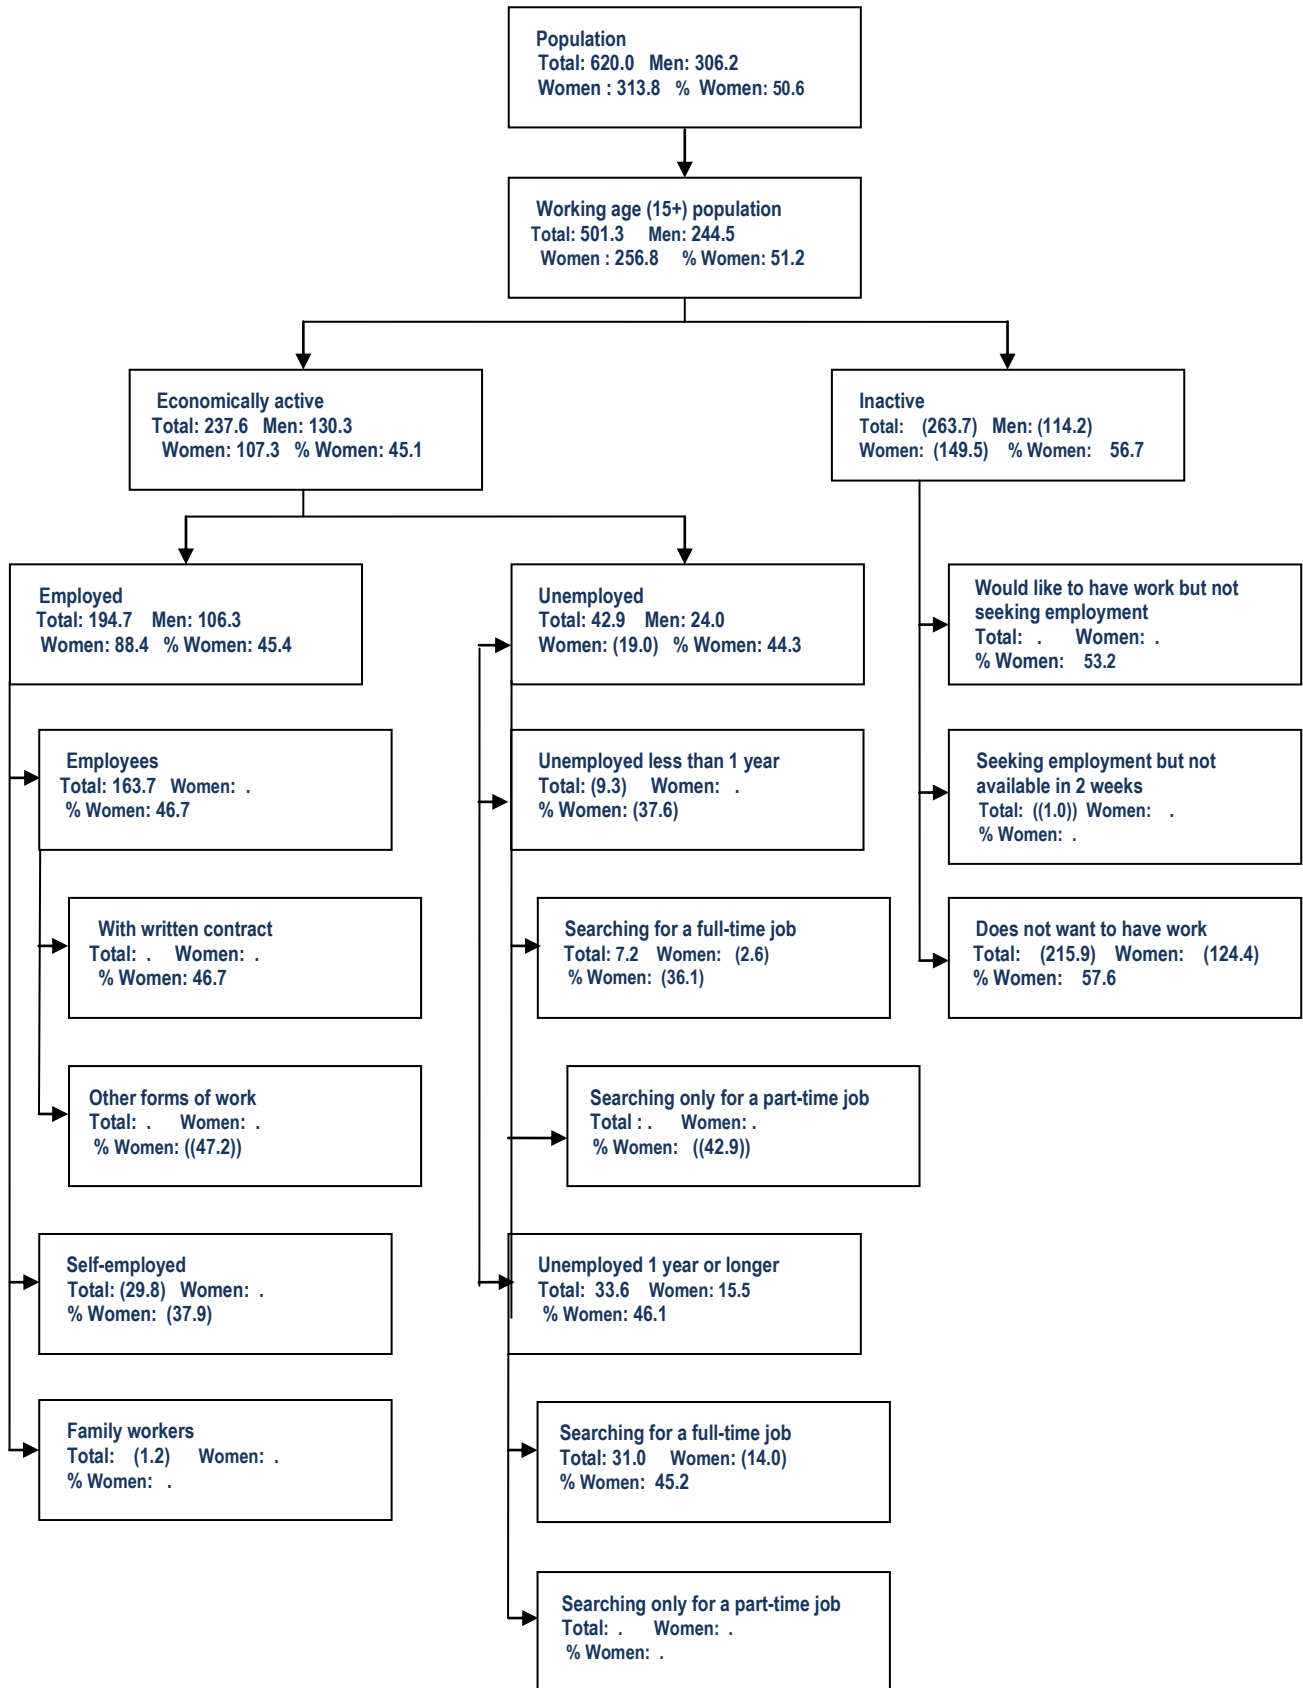 Population
Total: 620.0 Men: 306.2
Women : 313.8 % Women: 50.6
Working age (15+) population
Total: 501.3 Men: 244.5
Women : 256.8 % Women: 51.2
Economically active
Total: 237.6 Men: 130.3
Women: 107.3 % Women: 45.1
Inactive
Total: (263.7) Men: (114.2)
Women: (149.5) % Women: 56.7
Employed
Total: 194.7 Men: 106.3
Women: 88.4 % Women: 45.4
Unemployed
Total: 42.9 Men: 24.0
Women: (19.0) % Women: 44.3
Would like to have work but not
seeking employment
Total: . Women: .
% Women: 53.2
Employees
Total: 163.7 Women: .
% Women: 46.7
Unemployed less than 1 year
Total: (9.3) Women: .
% Women: (37.6)
Seeking employment but not
available in 2 weeks
Total: ((1.0)) Women: .
% Women: .
With written contract
Total: . Women: .
% Women: 46.7
Searching for a full-time job
Total: 7.2 Women: (2.6)
% Women: (36.1)
Does not want to have work
Total: (215.9) Women: (124.4)
% Women: 57.6
Other forms of work
Total: . Women: .
% Women: ((47.2))
Searching only for a part-time job
Total : . Women: .
% Women: ((42.9))
Self-employed
Total: (29.8) Women: .
% Women: (37.9)
Unemployed 1 year or longer
Total: 33.6 Women: 15.5
% Women: 46.1
Family workers
Total: (1.2) Women: .
% Women: .
Searching for a full-time job
Total: 31.0 Women: (14.0)
% Women: 45.2
Searching only for a part-time job
Total: . Women: .
% Women: .